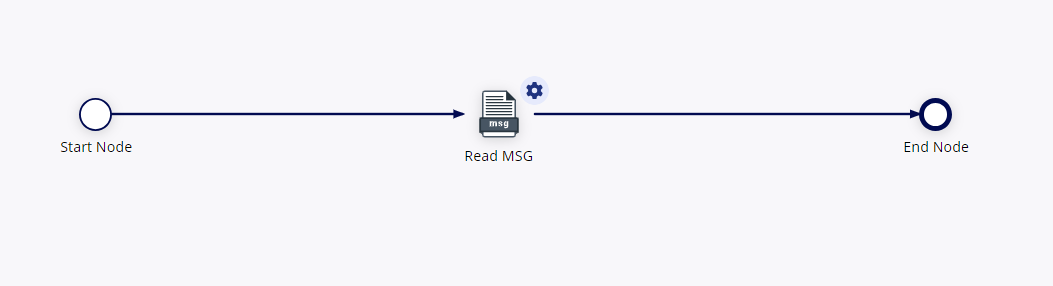 msg
Start Node
Read MSG
End Node